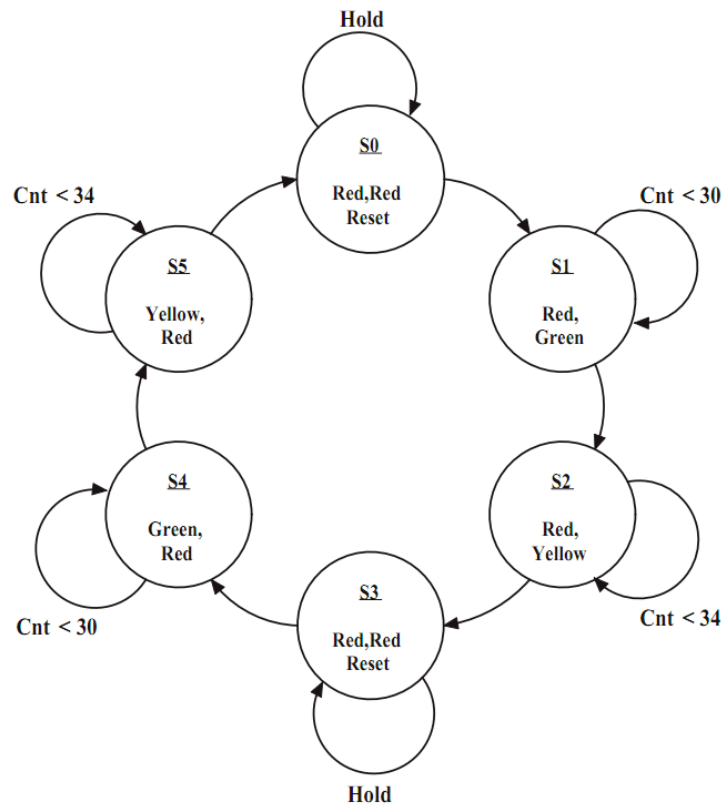 Hold
S0
Red,Red
Reset
Cnt < 30
S1
Red,
Green
S2
Red,
Yellow
Cnt < 34
S3
Red,Red
Reset
Hold
S4
Green,
Red
Cnt < 30
S5
Yellow,
Red
Cnt < 34